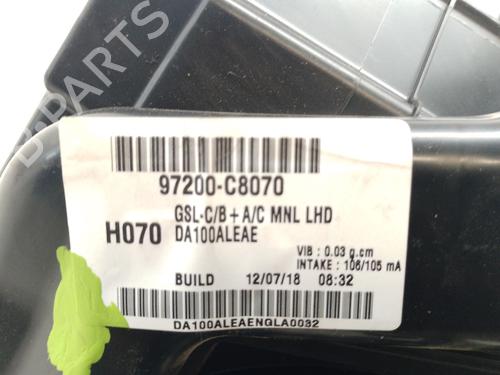 B-PARTS
97200-C8070
GSL-C/B + A/C MNL LHD
H070 DA100ALEAE
VIB : 0.03 g.cm
INTAKE : 106/105 mA
BUILD 12/07/18 08:32
DA100ALEAENGLA0032